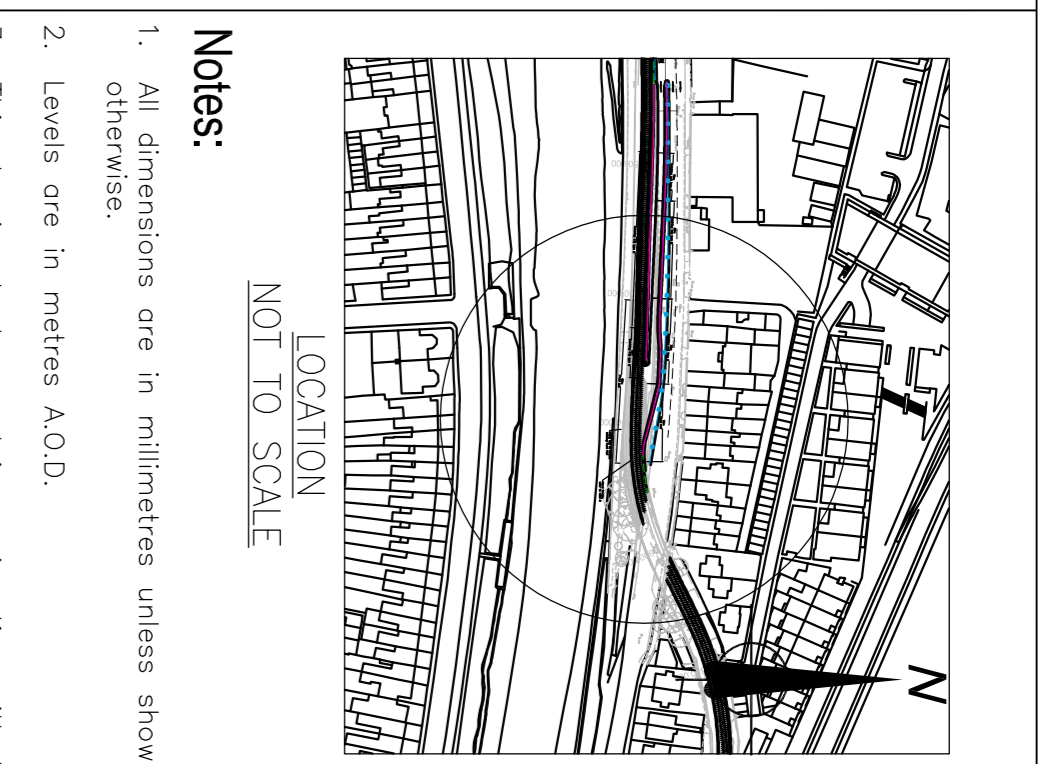 N
LOCATION
NOT TO SCALE
Notes:
1. All dimensions are in millimetres unless show
otherwise.
2. Levels are in metres A.O.D.